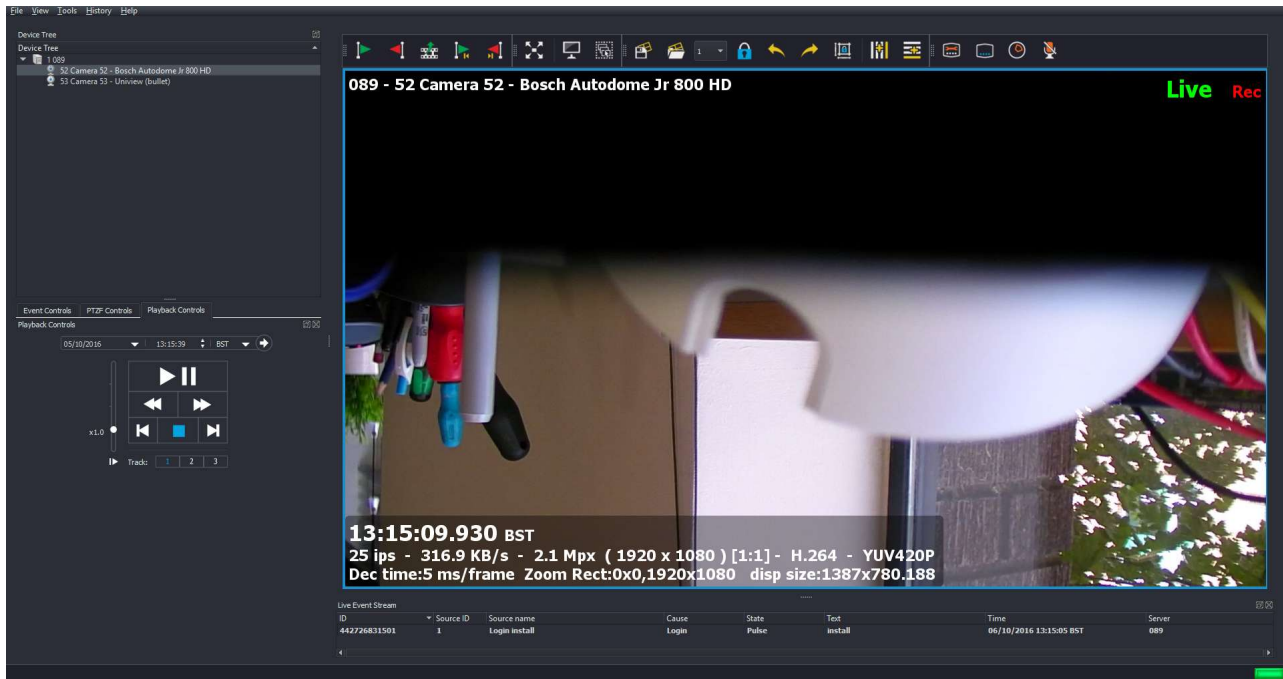 File View Tools History Help
Device Tree
Device Tree
1 089
52 Camera 52 - Bosch Autodome Jr 800 HD
53 Camera 53 - Uniview (bullet)
1
089 - 52 Camera 52 - Bosch Autodome Jr 800 HD
Live Rec
Event Controls PTZF Controls Playback Controls
Playback Controls
05/10/2016 13:15:39 BST
x1.0
Track: 1 2 3
13:15:09.930 BST
25 ips - 316.9 KB/s - 2.1 Mpx ( 1920 x 1080 ) [1:1] - H.264 - YUV420P
Dec time:5 ms/frame Zoom Rect:0x0,1920x1080 disp size:1387x780.188
Live Event Stream
ID Source ID Source name Cause State Text Time Server
442726831501 1 Login install Login Pulse install 06/10/2016 13:15:05 BST 089